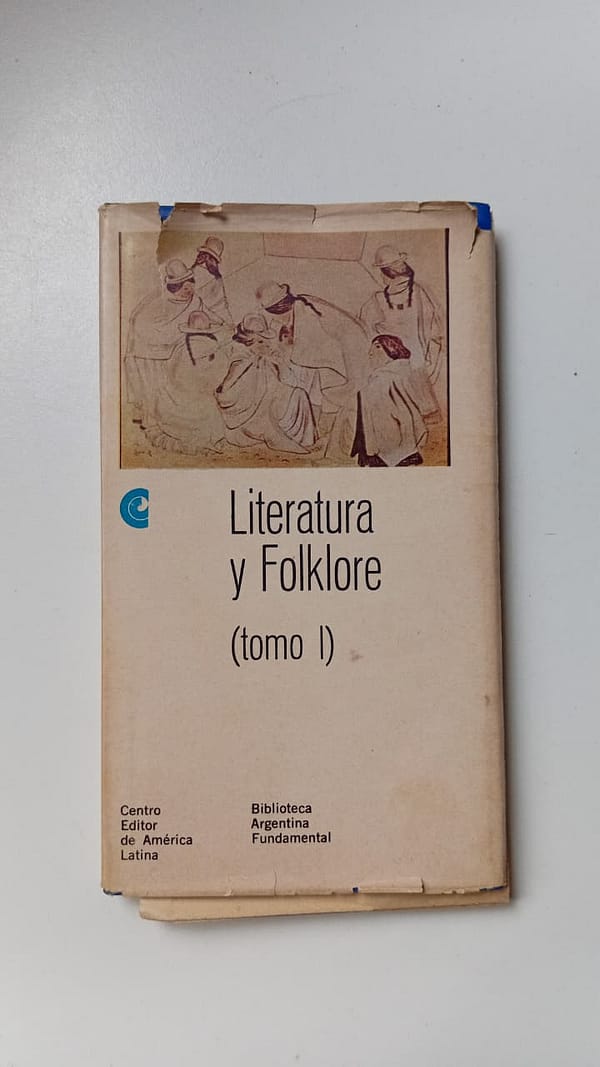 Literatura
y Folklore
(tomo I)
Centro
Editor
de América
Latina
Biblioteca
Argentina
Fundamental